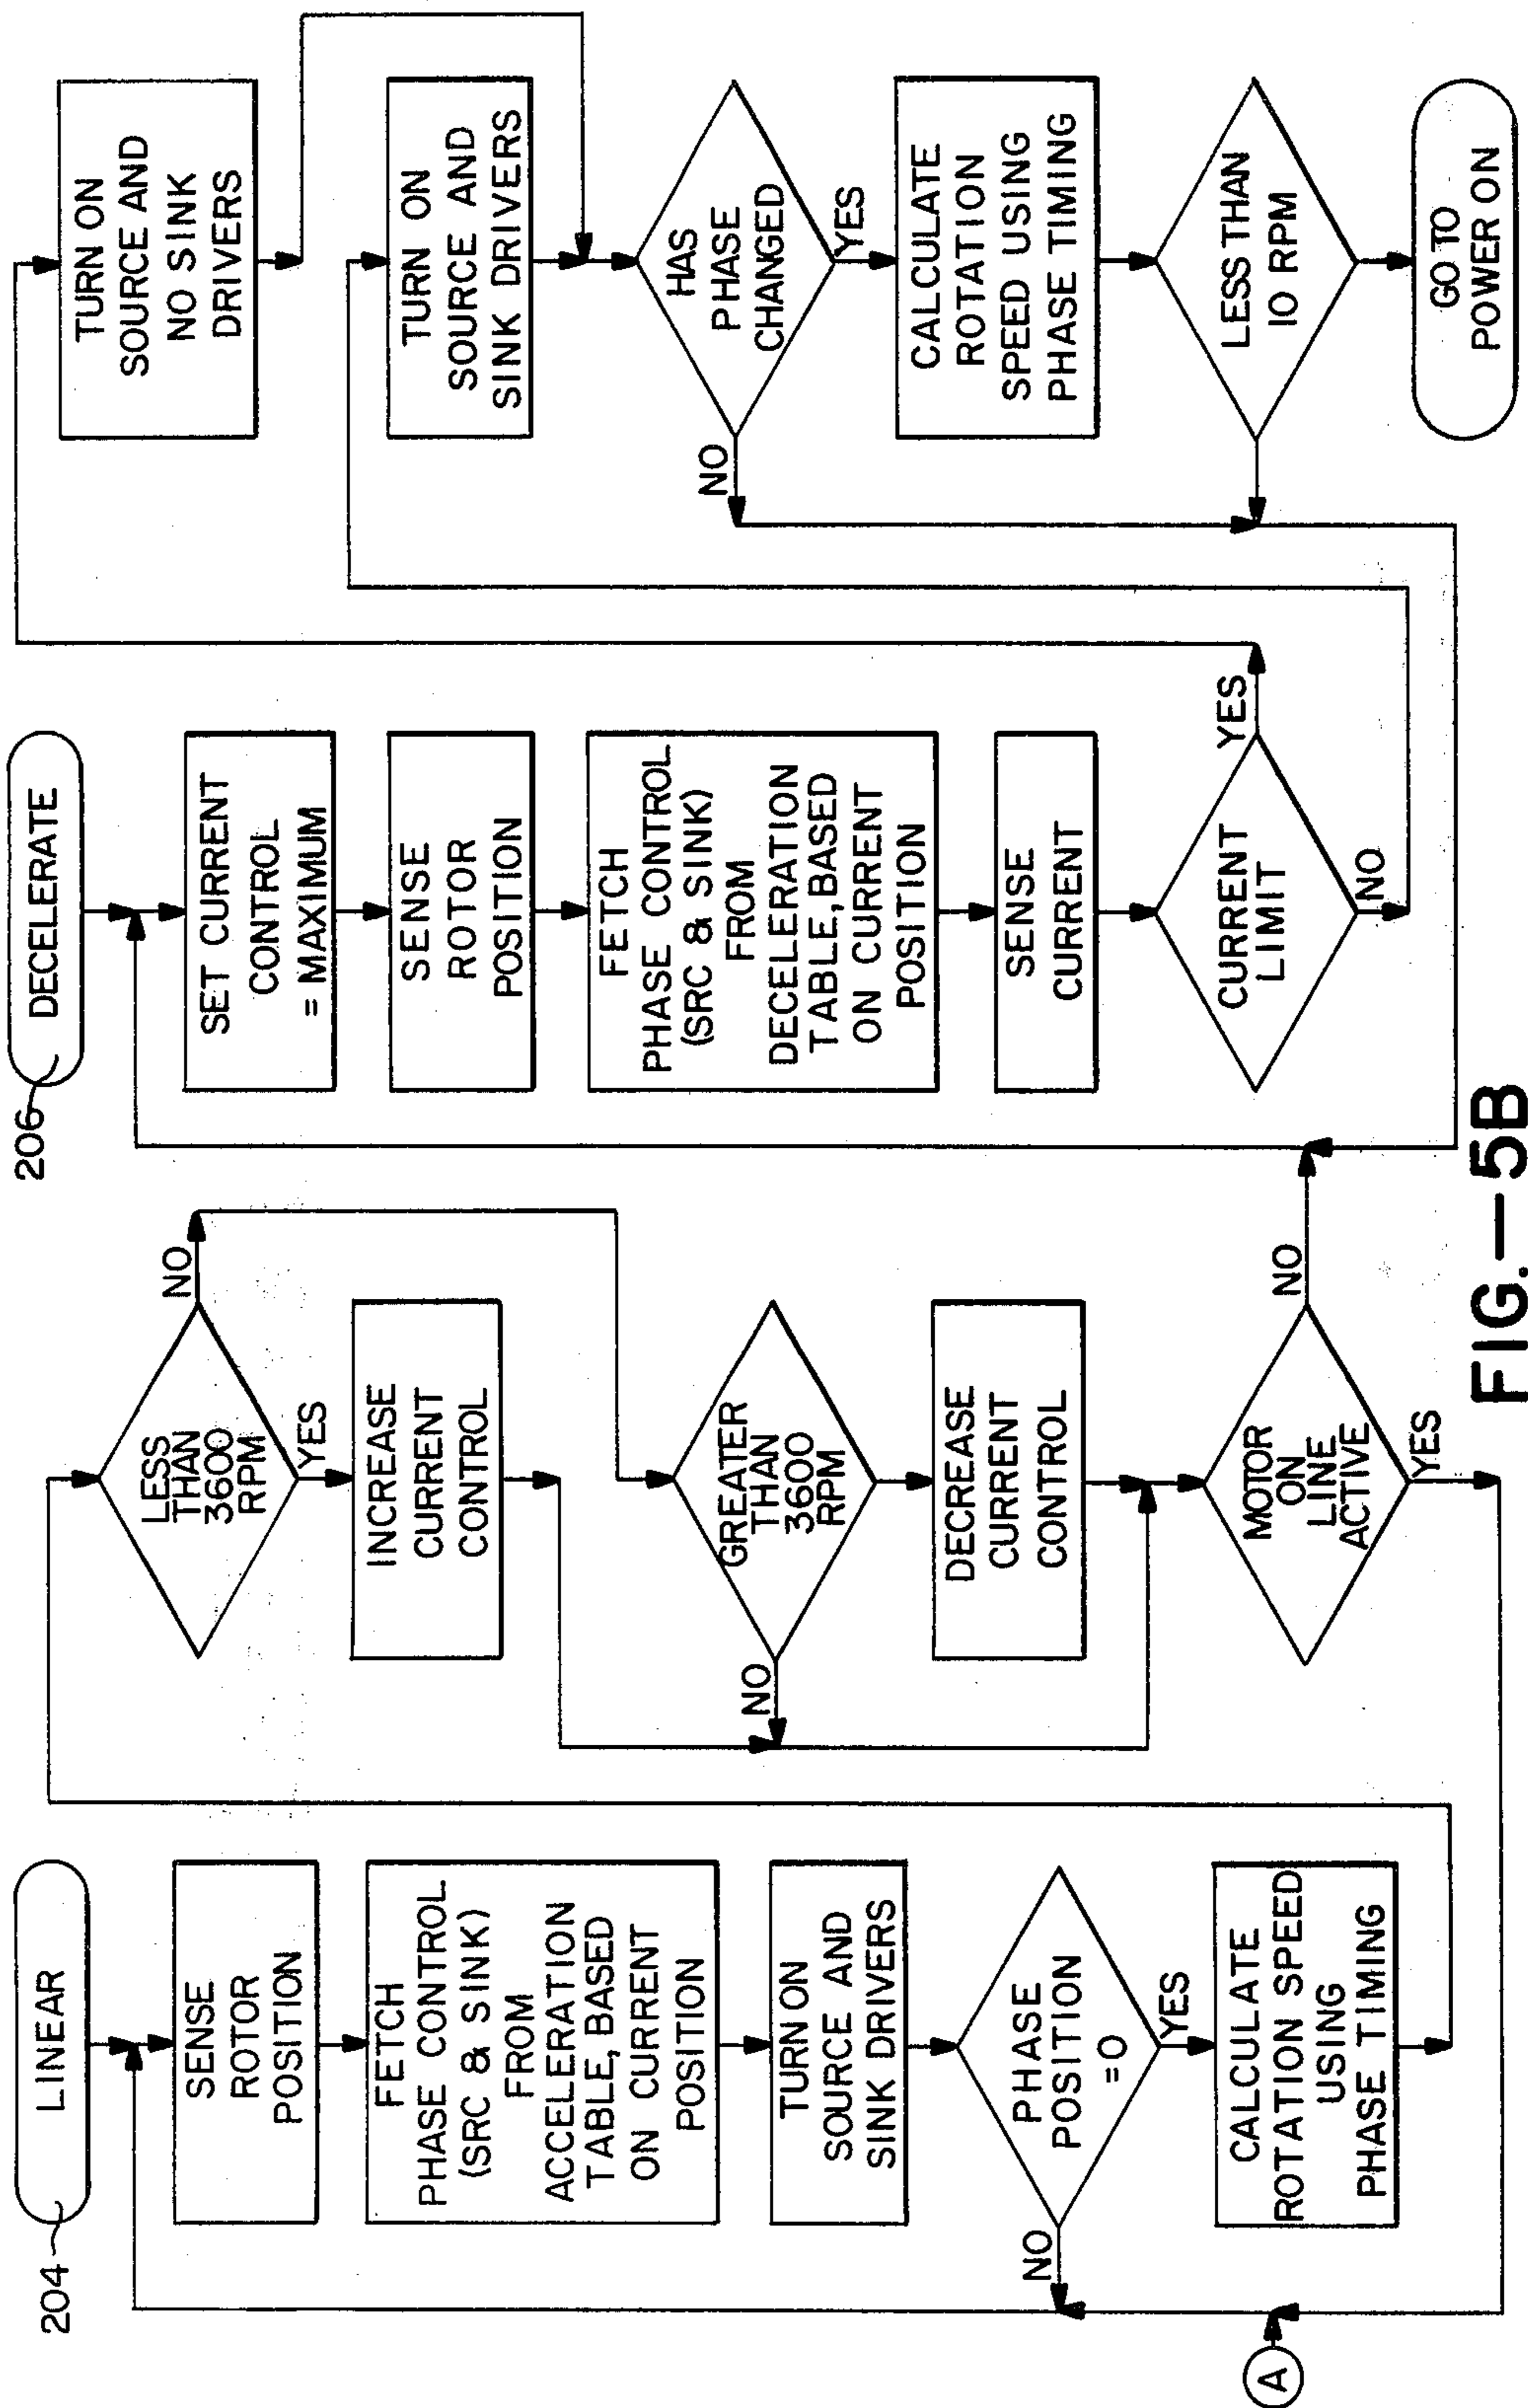 204
LINEAR
SENSE
ROTOR
POSITION
FETCH
PHASE CONTROL
(SRC & SINK)
FROM
ACCELERATION
TABLE, BASED
ON CURRENT
POSITION
TURN ON
SOURCE AND
SINK DRIVERS
PHASE
POSITION
=0
NO
YES
CALCULATE
ROTATION SPEED
USING
PHASE TIMING
A
LESS
THAN
3600
RPM
NO
YES
INCREASE
CURRENT
CONTROL
GREATER
THAN
3600
RPM
NO
DECREASE
CURRENT
CONTROL
MOTOR
ON
LINE
ACTIVE
NO
YES
206
DECELERATE
SET CURRENT
CONTROL
= MAXIMUM
SENSE
ROTOR
POSITION
FETCH
PHASE CONTROL
(SRC & SINK)
FROM
DECELERATION
TABLE, BASED
ON CURRENT
POSITION
SENSE
CURRENT
CURRENT
LIMIT
YES
NO
TURN ON
SOURCE AND
NO SINK
DRIVERS
TURN ON
SOURCE AND
SINK DRIVERS
HAS
PHASE
CHANGED
NO
YES
CALCULATE
ROTATION
SPEED USING
PHASE TIMING
LESS THAN
10 RPM
GO TO
POWER ON
FIG.—5B